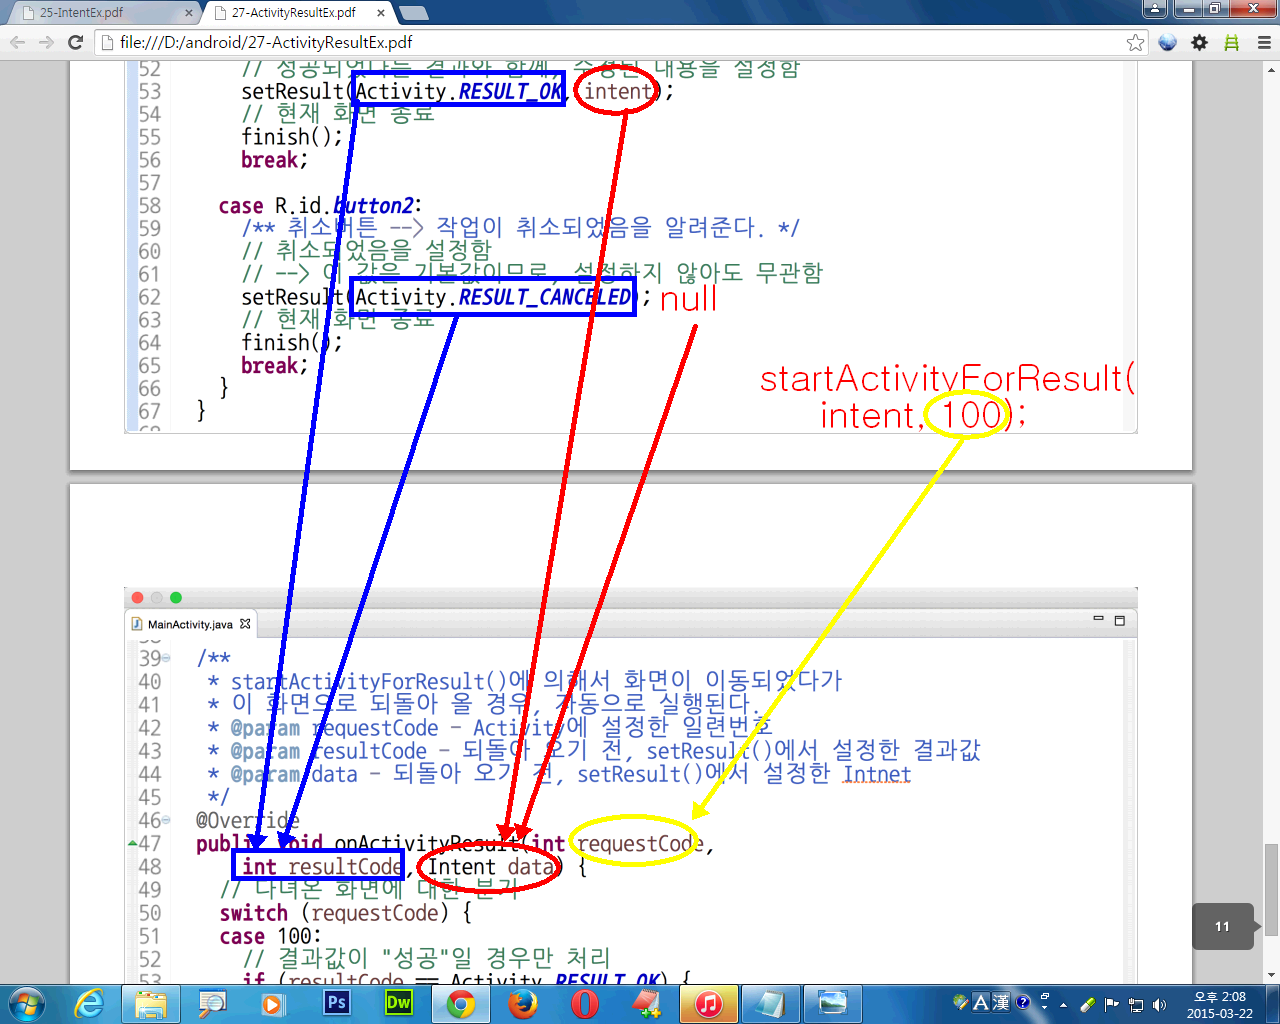 25-IntentEx.pdf
27-ActivityResultEx.pdf
file:///D:/android/27-ActivityResultEx.pdf
52 // 성공되었다는 결과와 함께, 수정된 내용을 설정함
53 setResult(Activity.RESULT_OK, intent);
54 // 현재 화면 종료
55 finish();
56 break;
57
58 case R.id.button2:
59 /** 취소버튼 --> 작업이 취소되었음을 알려준다. */
60 // 취소되었음을 설정함
61 // --> 이 값은 기본값이므로, 설정하지 않아도 무관함
62 setResult(Activity.RESULT_CANCELED); null
63 // 현재 화면 종료
64 finish();
65 break;
66 }
67 }
startActivityForResult(
intent, 100);
MainActivity.java
39 /**
40 * startActivityForResult()에 의해서 화면이 이동되었다가
41 * 이 화면으로 되돌아 올 경우, 자동으로 실행된다.
42 * @param requestCode - Activity에 설정한 일련번호
43 * @param resultCode - 되돌아 오기 전, setResult()에서 설정한 결과값
44 * @param data - 되돌아 오기 전, setResult()에서 설정한 Intnet
45 */
46 @Override
47 public void onActivityResult(int requestCode,
48 int resultCode, Intent data) {
49 // 다녀온 화면에 대한 분기
50 switch (requestCode) {
51 case 100:
52 // 결과값이 "성공"일 경우만 처리
53 if (resultCode == Activity.RESULT_OK) {
11
Ps
Dw
A 漢
오후 2:08
2015-03-22